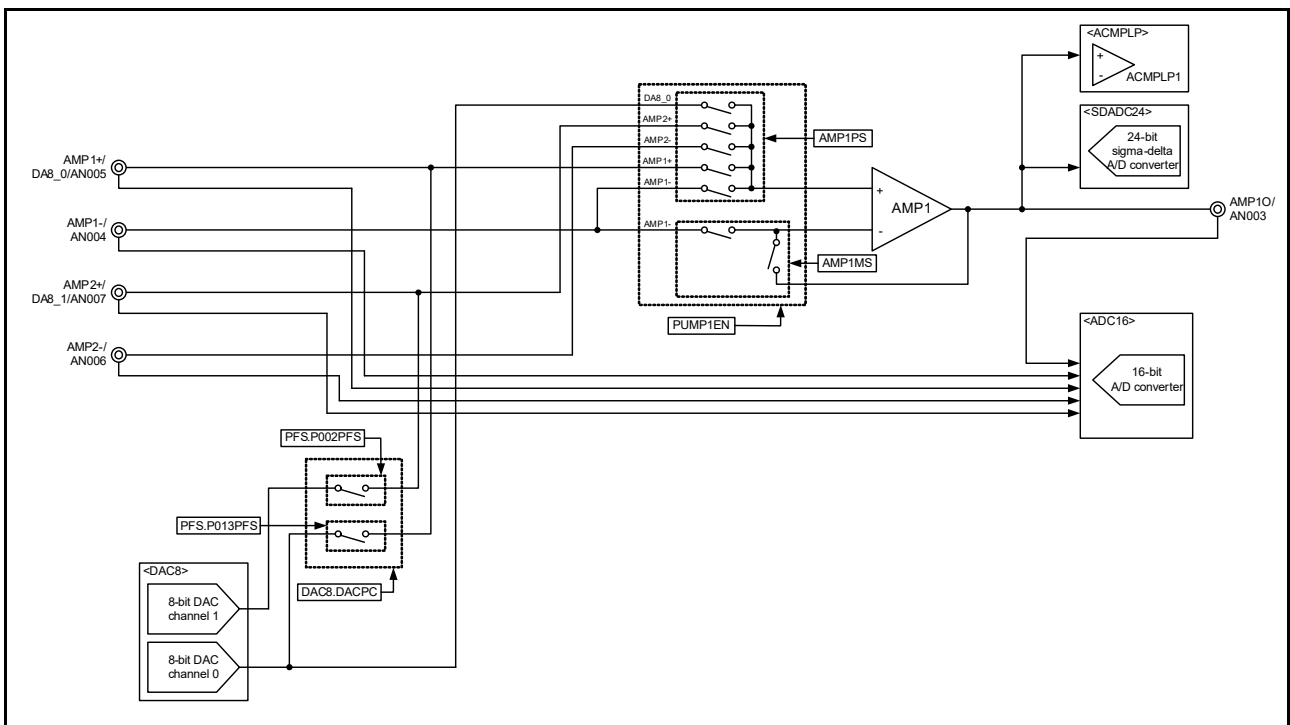 <ACMPLP>
+
-
ACMPLP1
<SDADC24>
24-bit
sigma-delta
A/D converter
DA8_0
AMP2+
AMP2-
AMP1+
AMP1-
AMP1PS
AMP1+/
DA8_0/AN005
AMP1-/
AN004
AMP1-
+
AMP1
-
AMP1O/
AN003
AMP1MS
AMP2+/
DA8_1/AN007
PUMP1EN
AMP2-/
AN006
<ADC16>
16-bit
A/D converter
PFS.P002PFS
PFS.P013PFS
DAC8.DACPC
<DAC8>
8-bit DAC
channel 1
8-bit DAC
channel 0